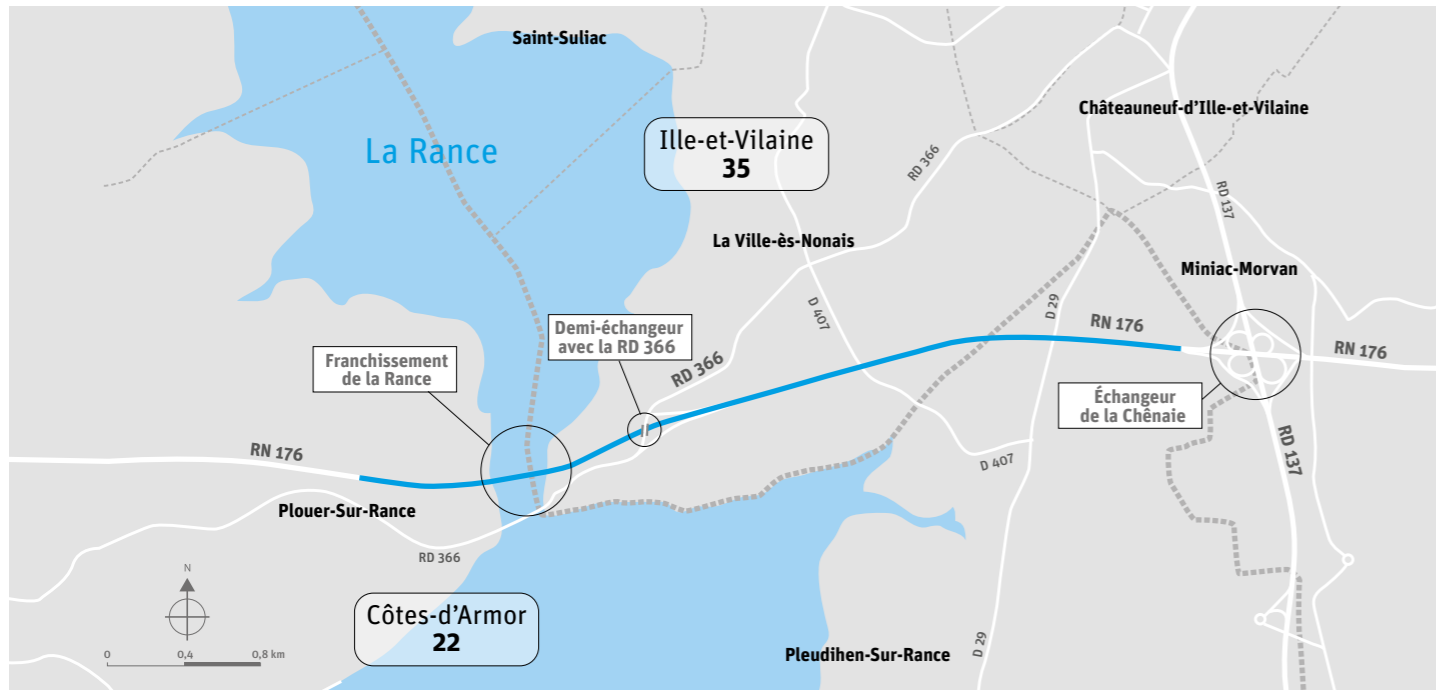 Saint-Suliac
Châteauneuf-d'Ille-et-Vilaine
La Rance
Ille-et-Vilaine
35
RD 366
RD 137
La Ville-ès-Nonais
Miniac-Morvan
D 407
D 29
RN 176
RN 176
Demi-échangeur
avec la RD 366
Franchissement
de la Rance
RD 366
Échangeur
de la Chênaie
RN 176
RD 137
D 407
Plouer-Sur-Rance
RD 366
N
Côtes-d'Armor
22
0
0,4
0,8 km
Pleudihen-Sur-Rance
D 29